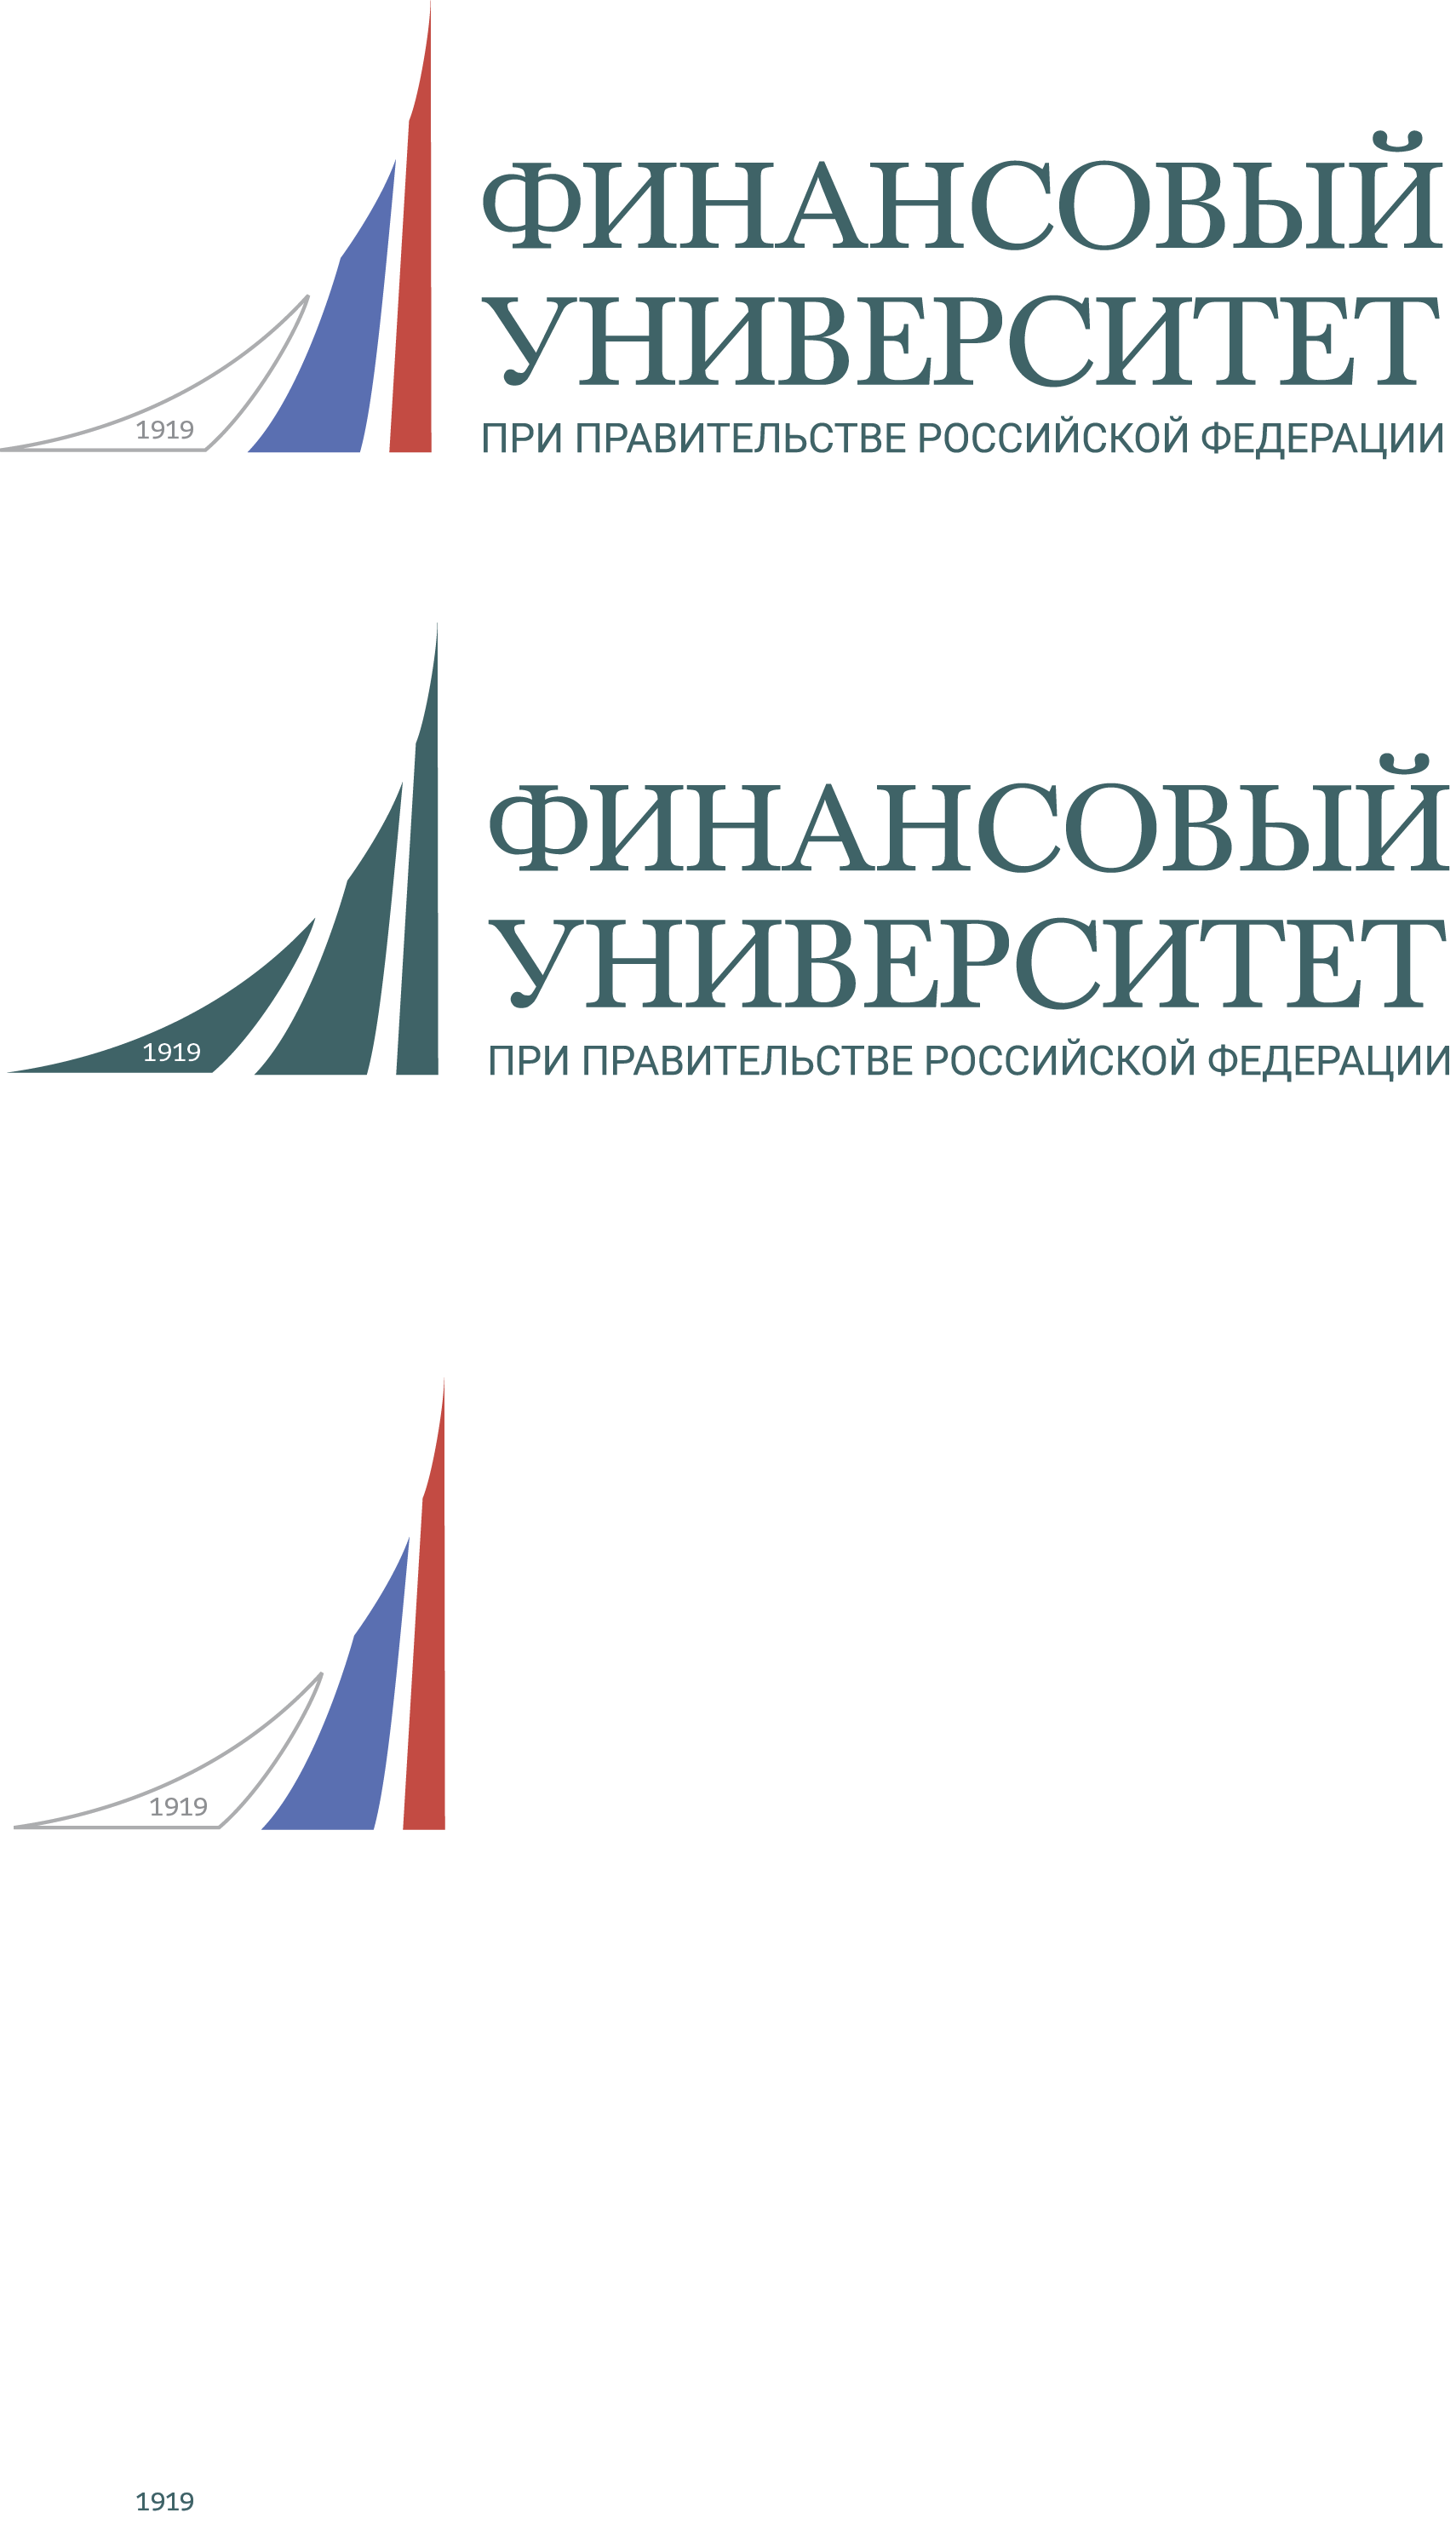 ФИНАНСОВЫЙ
УНИВЕРСИТЕТ
1919
ПРИ ПРАВИТЕЛЬСТВЕ РОССИЙСКОЙ ФЕДЕРАЦИИ
ФИНАНСОВЫЙ
УНИВЕРСИТЕТ
1919
ПРИ ПРАВИТЕЛЬСТВЕ РОССИЙСКОЙ ФЕДЕРАЦИИ
1919
1919